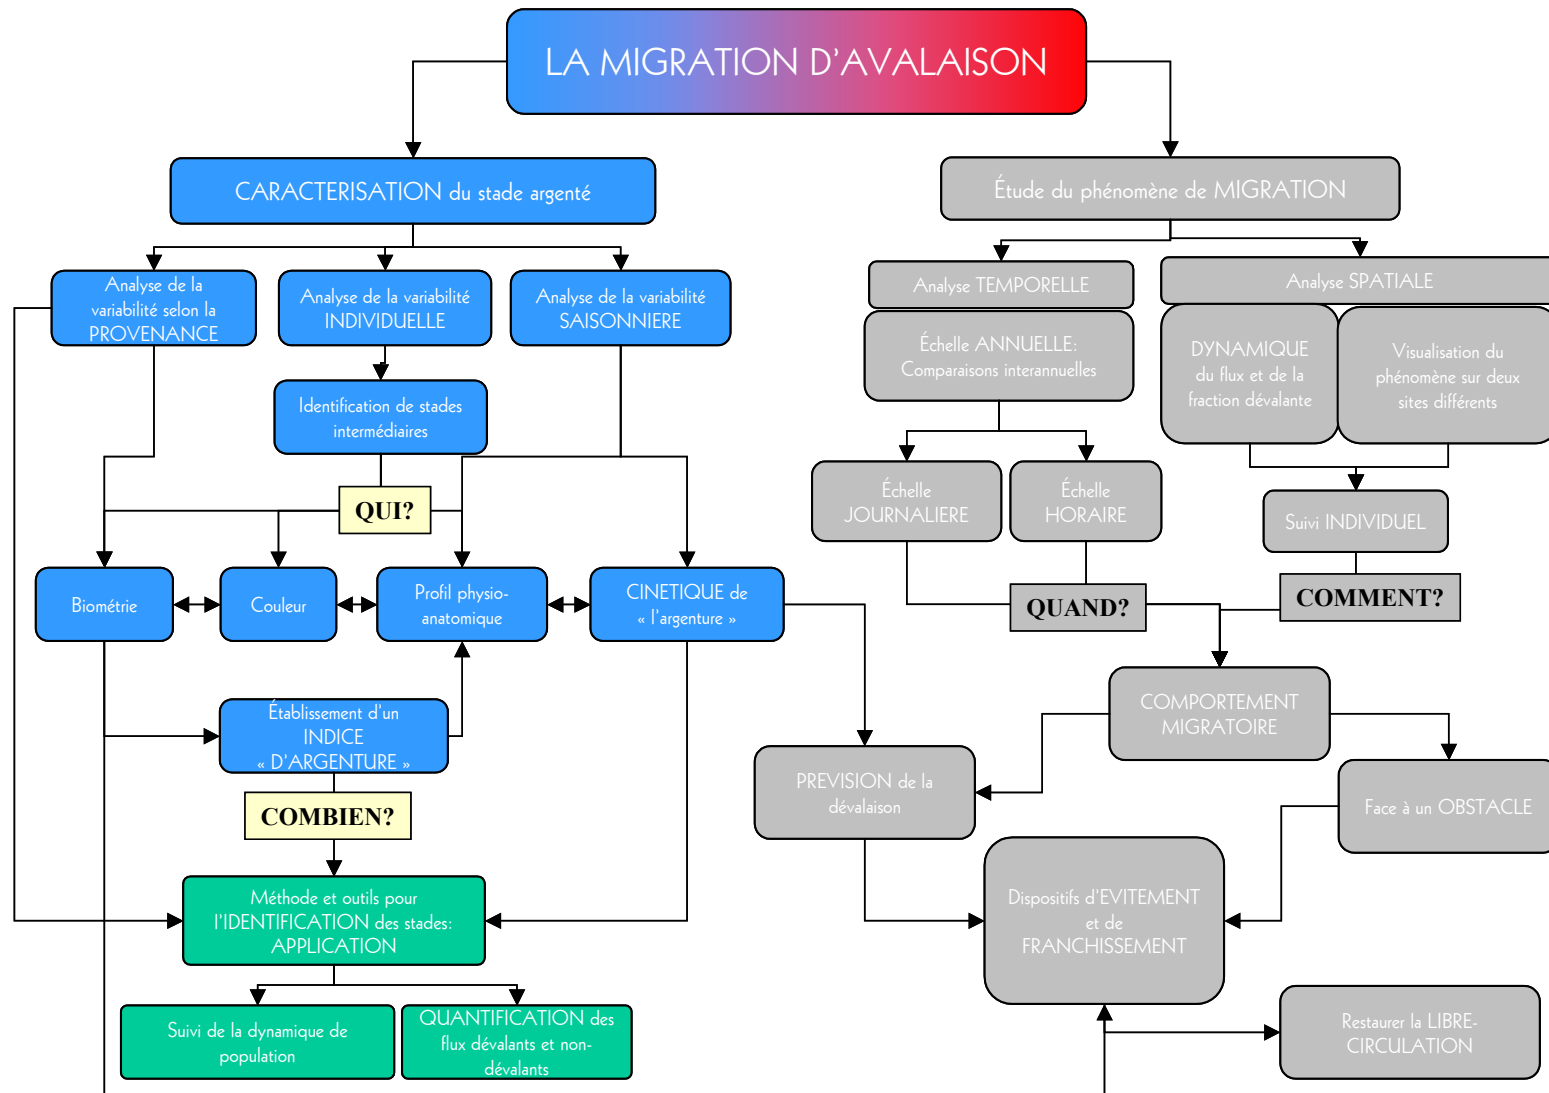 LA MIGRATION D'AVALAISON
CARACTERISATION du stade argenté
Étude du phénomène de MIGRATION
Analyse de la
variabilité selon la
PROVENANCE
Analyse de la variabilité
INDIVIDUELLE
Analyse de la variabilité
SAISONNIERE
Analyse TEMPORELLE
Analyse SPATIALE
Échelle ANNUELLE:
Comparaisons interannuelles
DYNAMIQUE
du flux et de la
fraction dévalante
Visualisation du
phénomène sur deux
sites différents
Identification de stades
intermédiaires
Échelle
JOURNALIERE
Échelle
HORAIRE
Suivi INDIVIDUEL
QUI?
QUAND?
COMMENT?
Biométrie
Couleur
Profil physio-
anatomique
CINETIQUE de
« l'argenture »
COMPORTEMENT
MIGRATOIRE
Établissement d'un
INDICE
« D'ARGENTURE »
PREVISION de la
dévalaison
Face à un OBSTACLE
COMBIEN?
Méthode et outils pour
l'IDENTIFICATION des stades:
APPLICATION
Dispositifs d'EVITEMENT
et de
FRANCHISSEMENT
Suivi de la dynamique de
population
QUANTIFICATION des
flux dévalants et non-
dévalants
Restaurer la LIBRE-
CIRCULATION